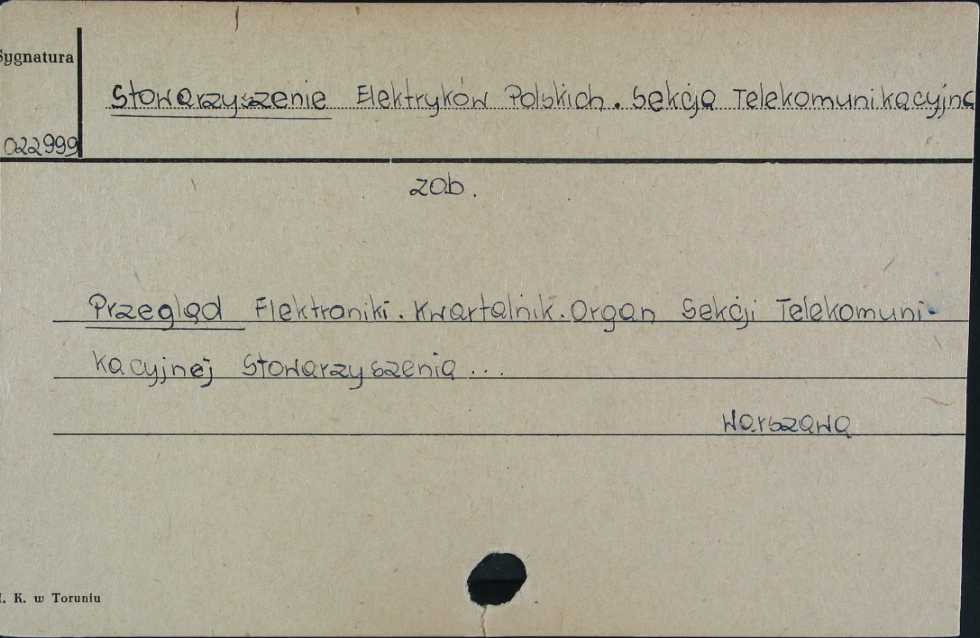 Sygnatura
Stowarzyszenie Elektryków Polskich. Sekcja Telekomunikacyjna
022999
zob.
Przegląd Elektroniki. Kwartalnik. Organ Sekcji Telekomuni-
kacyjnej Stowarzyszenia ...
Warszawa
K. w Toruniu